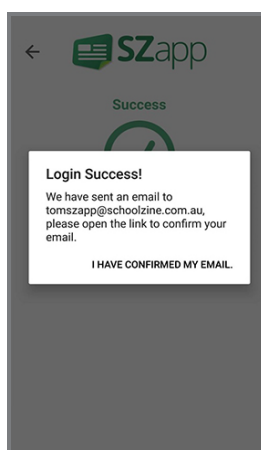 SZapp
Success
Login Success!
We have sent an email to
tomszapp@schoolzine.com.au,
please open the link to confirm your
email.
I HAVE CONFIRMED MY EMAIL.